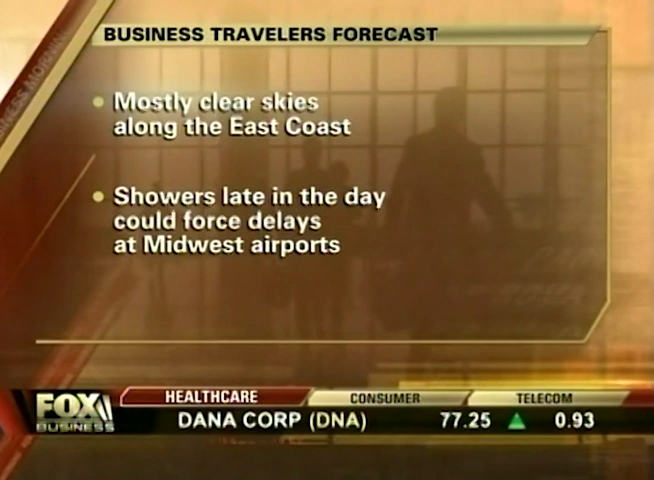 BUSINESS TRAVELERS FORECAST
Mostly clear skies
along the East Coast
Showers late in the day
could force delays
at Midwest airports
HEALTHCARE CONSUMER TELECOM
FOX
BUSINESS
DANA CORP (DNA) 77.25 ▲ 0.93